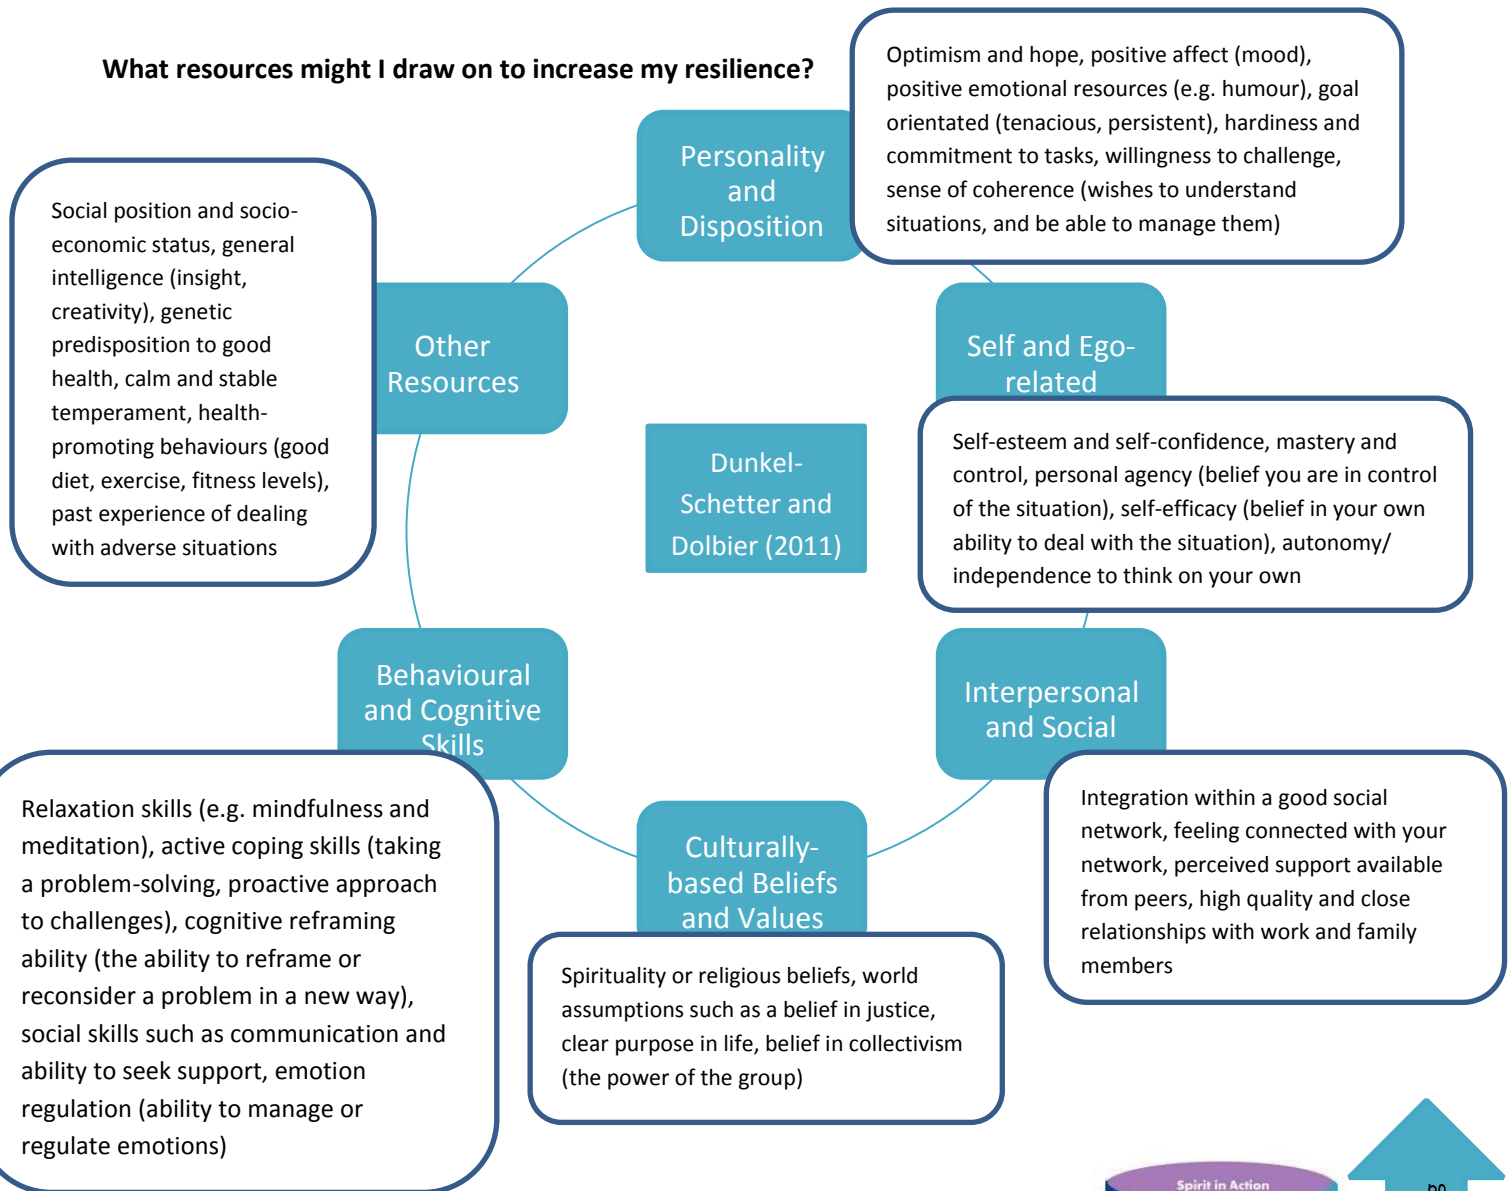 What resources might I draw on to increase my resilience?
Personality
and
Disposition
Optimism and hope, positive affect (mood),
positive emotional resources (e.g. humour), goal
orientated (tenacious, persistent), hardiness and
commitment to tasks, willingness to challenge,
sense of coherence (wishes to understand
situations, and be able to manage them)
Self and Ego-
related
Self-esteem and self-confidence, mastery and
control, personal agency (belief you are in control
of the situation), self-efficacy (belief in your own
ability to deal with the situation), autonomy/
independence to think on your own
Interpersonal
and Social
Integration within a good social
network, feeling connected with your
network, perceived support available
from peers, high quality and close
relationships with work and family
members
Culturally-
based Beliefs
and Values
Spirituality or religious beliefs, world
assumptions such as a belief in justice,
clear purpose in life, belief in collectivism
(the power of the group)
Behavioural
and Cognitive
Skills
Relaxation skills (e.g. mindfulness and
meditation), active coping skills (taking
a problem-solving, proactive approach
to challenges), cognitive reframing
ability (the ability to reframe or
reconsider a problem in a new way),
social skills such as communication and
ability to seek support, emotion
regulation (ability to manage or
regulate emotions)
Other
Resources
Social position and socio-
economic status, general
intelligence (insight,
creativity), genetic
predisposition to good
health, calm and stable
temperament, health-
promoting behaviours (good
diet, exercise, fitness levels),
past experience of dealing
with adverse situations
Dunkel-
Schetter and
Dolbier (2011)
Spirit in Action